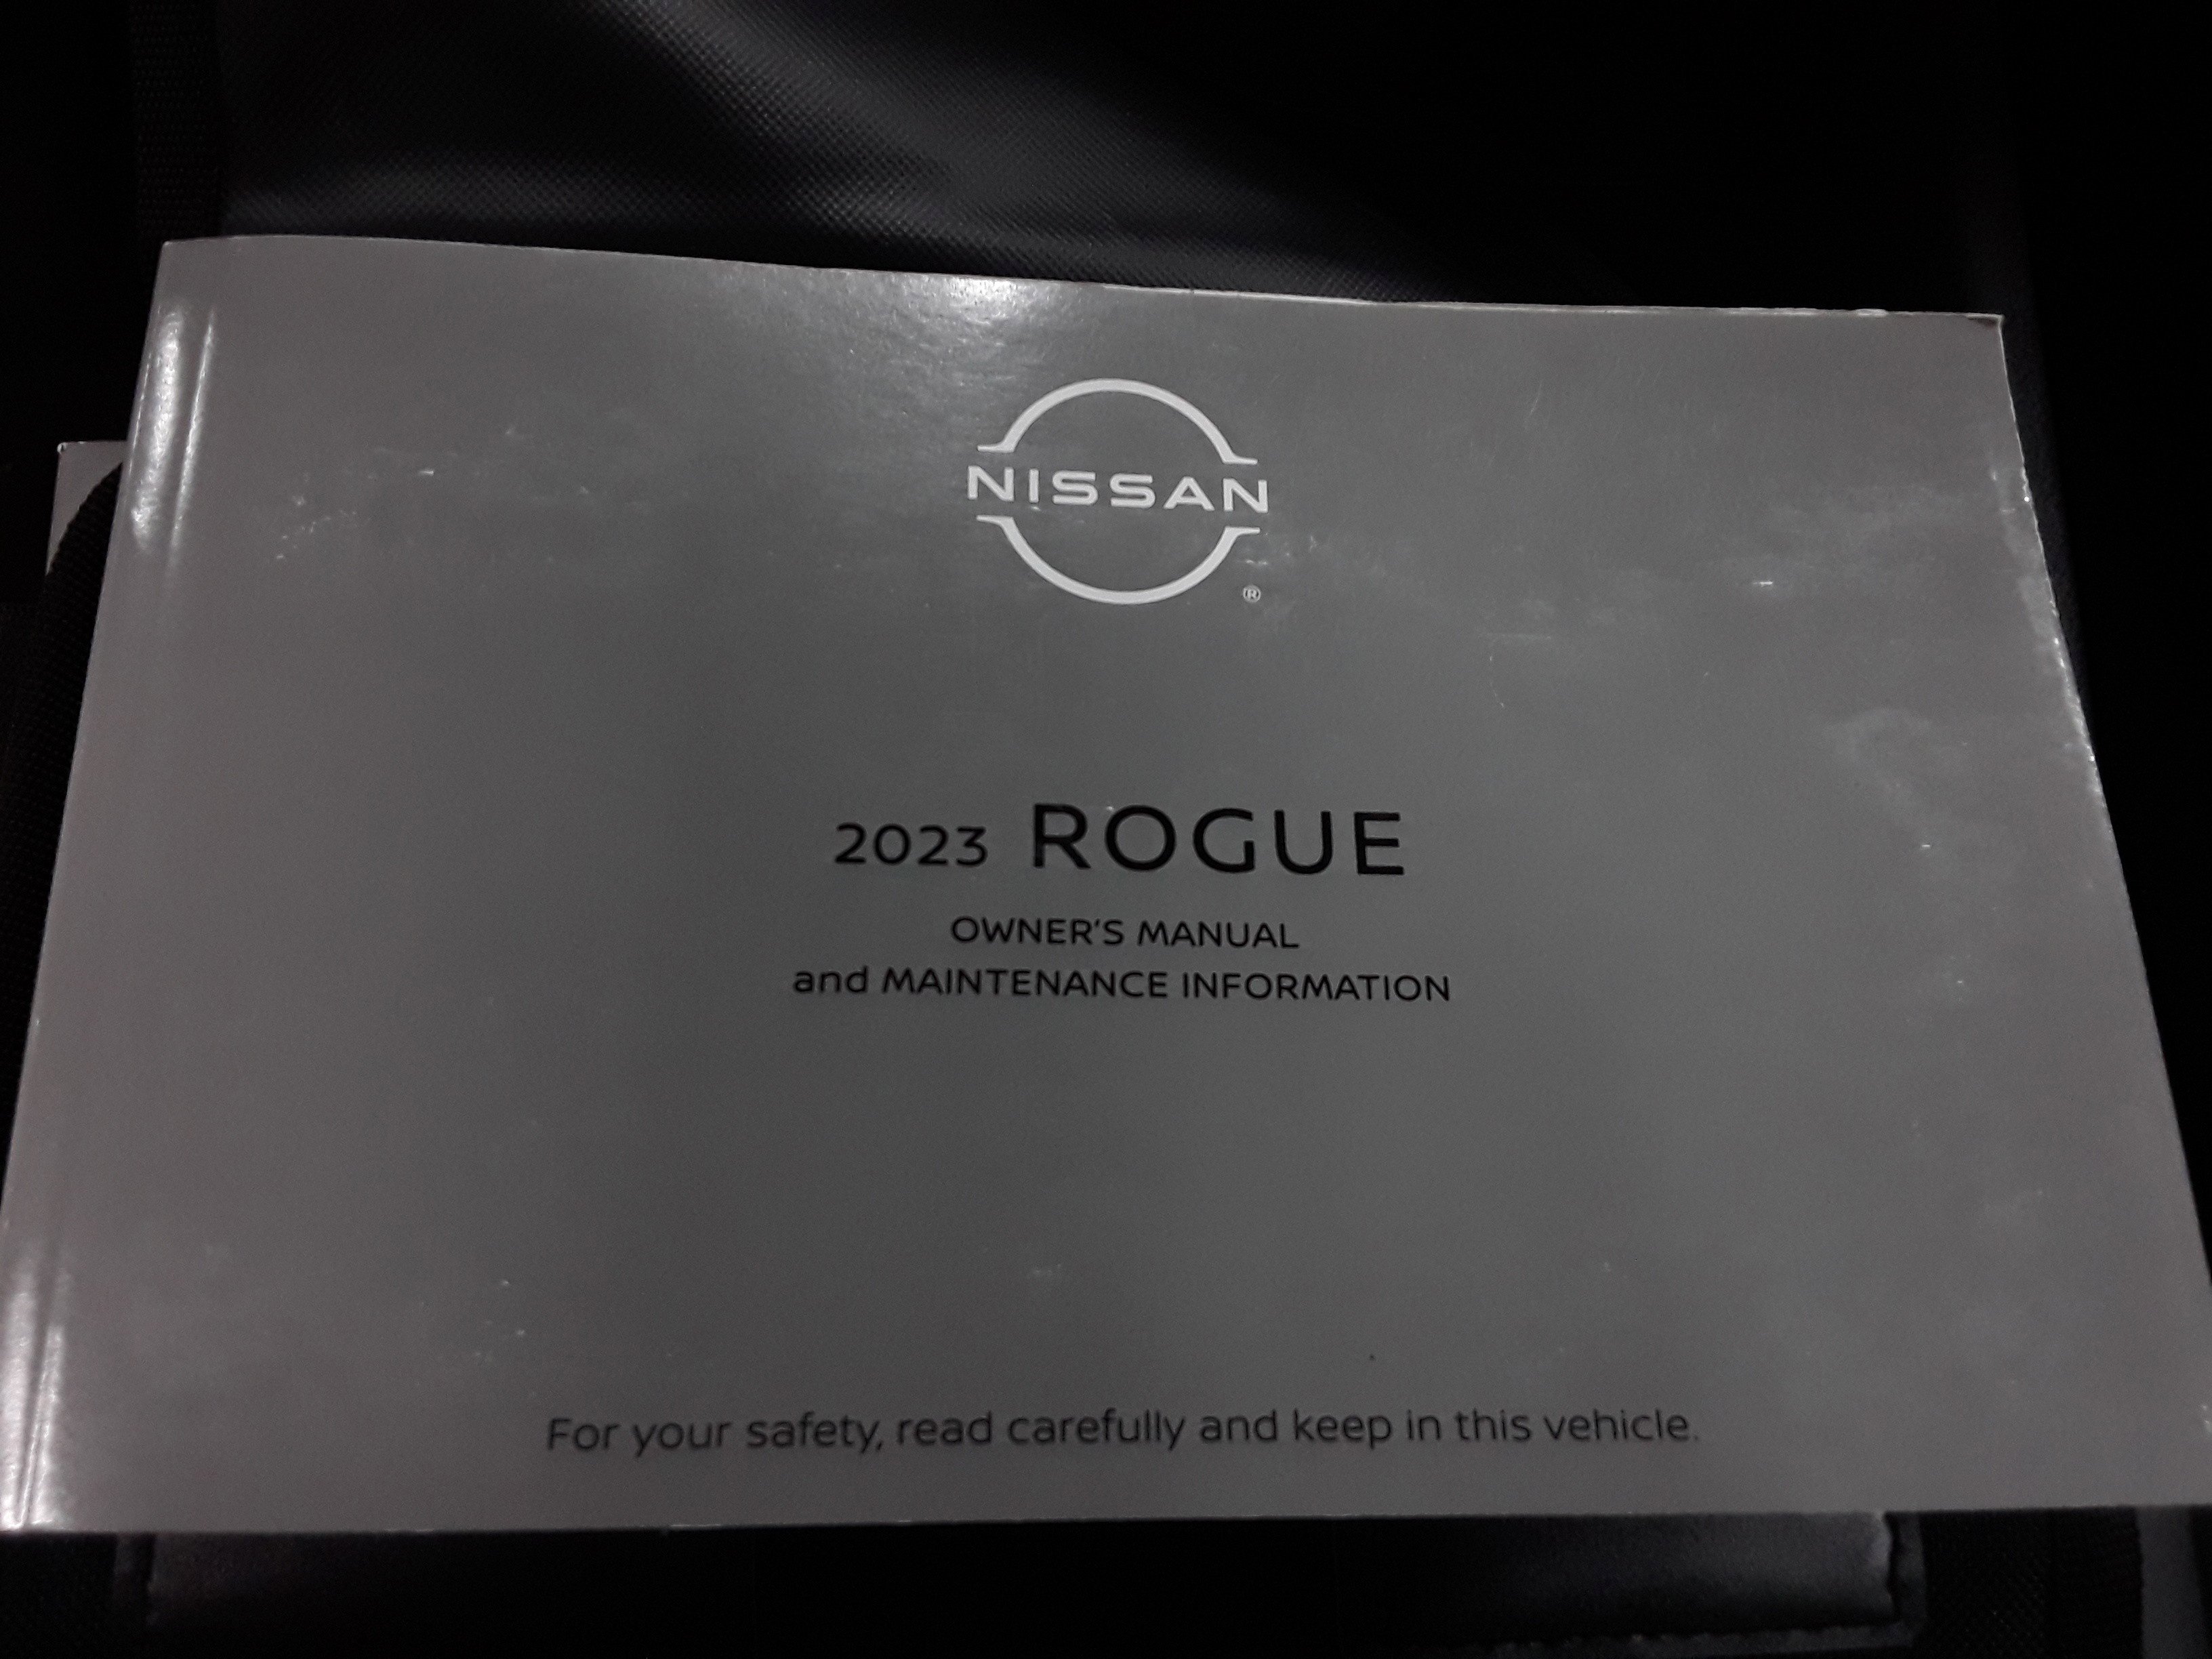 NISSAN
®
2023 ROGUE
OWNER'S MANUAL
and MAINTENANCE INFORMATION
For your safety, read carefully and keep in this vehicle.